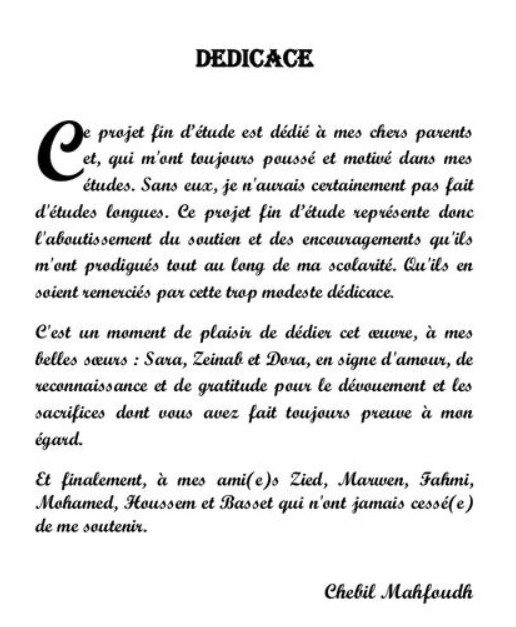 DEDICACE
Ce projet fin d'étude est dédié à mes chers parents
et, qui m'ont toujours poussé et motivé dans mes
études. Sans eux, je n'aurais certainement pas fait
d'études longues. Ce projet fin d'étude représente donc
l'aboutissement du soutien et des encouragements qu'ils
m'ont prodigués tout au long de ma scolarité. Qu'ils en
soient remerciés par cette trop modeste dédicace.
C'est un moment de plaisir de dédier cet œuvre, à mes
belles sœurs : Sara, Zeinab et Dora, en signe d'amour, de
reconnaissance et de gratitude pour le dévouement et les
sacrifices dont vous avez fait toujours preuve à mon
égard.
Et finalement, à mes ami(e)s Zied, Marwen, Fahmi,
Mohamed, Houssem et Basset qui n'ont jamais cessé(e)
de me soutenir.
Chebil Mahfoudh